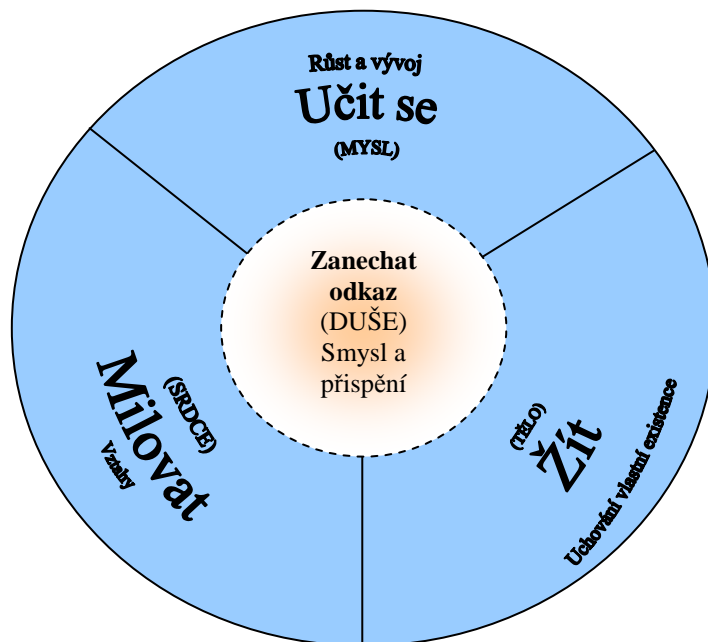 Růst a vývoj
Učit se
(MYSL)
Zanechat
odkaz
(DUŠE)
Smysl a
přispění
(SRDCE)
Milovat
Vztahy
(TĚLO)
Žít
Uchování vlastní existence